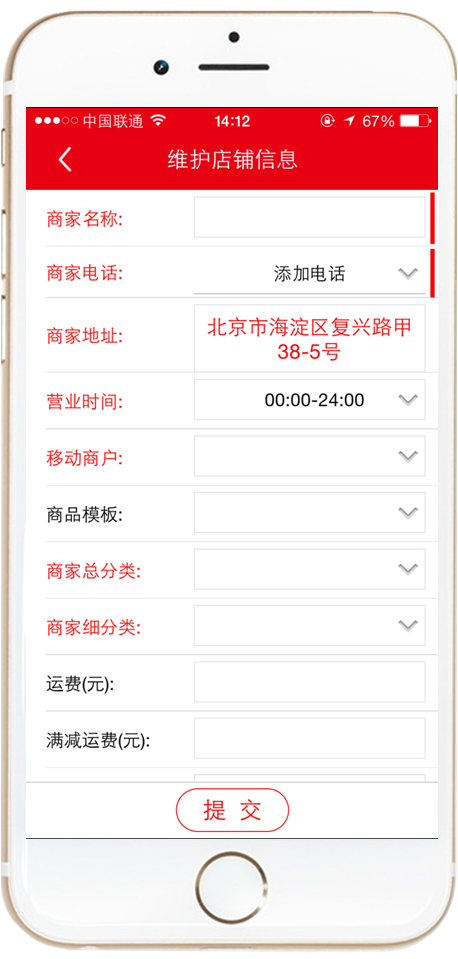 中国联通 14:12 67%
维护店铺信息
商家名称:
商家电话: 添加电话
商家地址: 北京市海淀区复兴路甲
38-5号
营业时间: 00:00-24:00
移动商户:
商品模板:
商家总分类:
商家细分类:
运费(元):
满减运费(元):
提 交